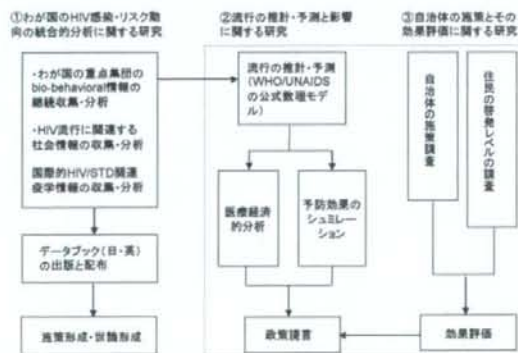 ①わが国のHIV感染・リスク動
向の統合的分析に関する研究
・わが国の重点集団の
bio-behavioral情報の
継続収集・分析
・HIV流行に関連する
社会情報の収集・分析
国際的HIV/STD関連
疫学情報の収集・分析
データブック(日・英)
の出版と配布
施策形成・世論形成
②流行の推計・予測と影響
に関する研究
流行の推計・予測
(WHO/UNAIDS
の公式数理モ
デル)
医療経済
的分析
予防効果の
シュミレー
ション
政策提言
③自治体の施策とその
効果評価に関する研究
自治体の施策調査
住民の啓発レベルの調査
効果評価